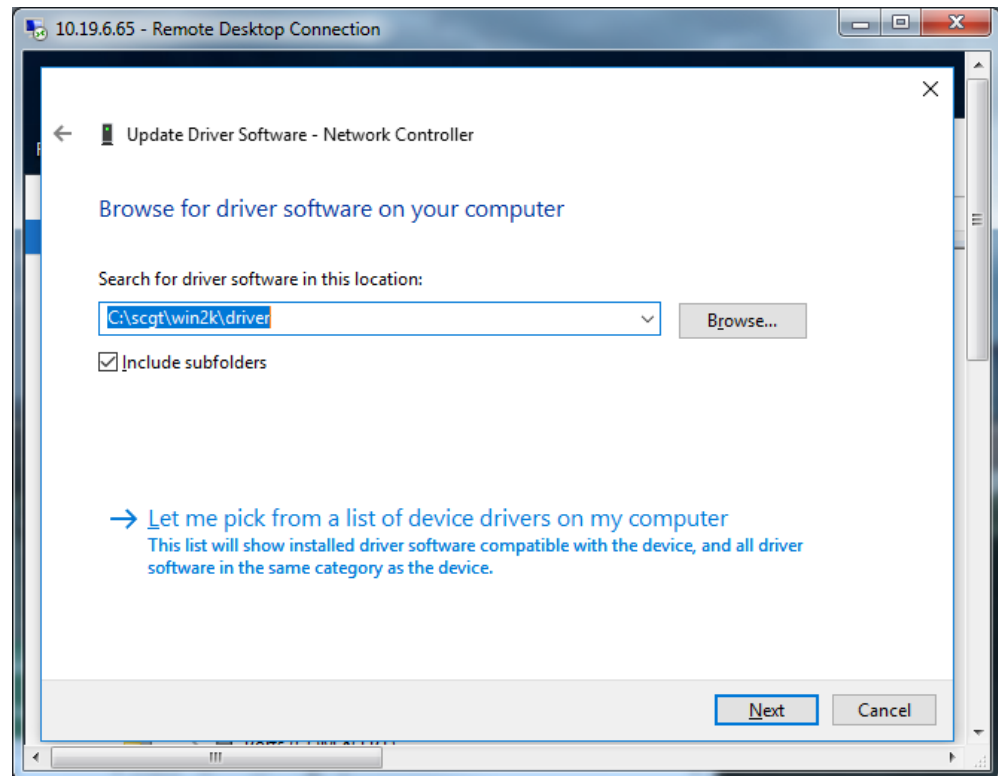 10.19.6.65 - Remote Desktop Connection
Update Driver Software - Network Controller
Browse for driver software on your computer
Search for driver software in this location:
C:\scgt\win2k\driver
Browse...
Include subfolders
Let me pick from a list of device drivers on my computer
This list will show installed driver software compatible with the device, and all driver
software in the same category as the device.
Next
Cancel